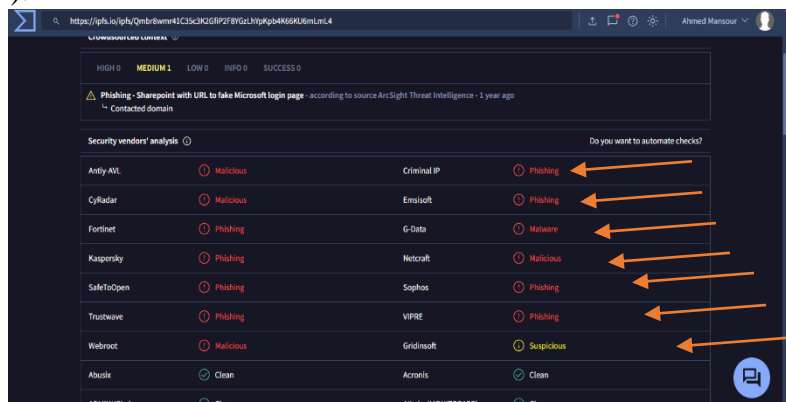 https://ipfs.io/ipfs/Qmbr8wmr41C35c3K2GfiP2F8YGzLhYpKpb4K66KU6mLmL4
Ahmed Mansour
Crowdsourced context
HIGH 0 MEDIUM 1 LOW 0 INFO 0 SUCCESS 0
Phishing - Sharepoint with URL to fake Microsoft login page - according to source ArcSight Threat Intelligence - 1 year ago
Contacted domain
Security vendors' analysis Do you want to automate checks?
Antiy-AVL Malicious Criminal IP Phishing
CyRadar Malicious Emsisoft Phishing
Fortinet Phishing G-Data Malware
Kaspersky Phishing Netcraft Malicious
SafeToOpen Phishing Sophos Phishing
Trustwave Phishing VIPRE Phishing
Webroot Malicious Gridinsoft Suspicious
Abusix Clean Acronis Clean